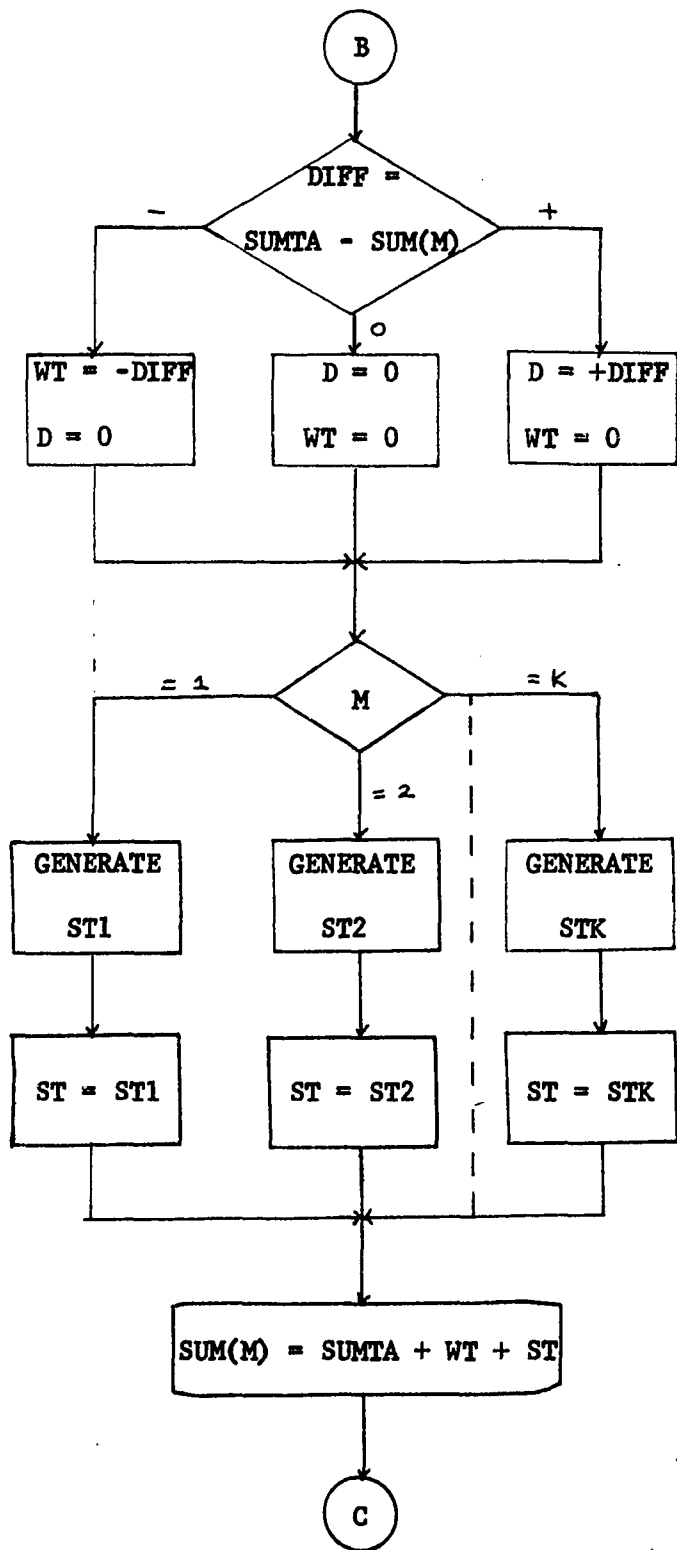 B
DIFF =
SUMTA - SUM(M)
-
+
0
WT = -DIFF
D = 0
D = 0
WT = 0
D = +DIFF
WT = 0
M
= 1
= 2
= K
GENERATE
ST1
GENERATE
ST2
GENERATE
STK
ST = ST1
ST = ST2
ST = STK
SUM(M) = SUMTA + WT + ST
C